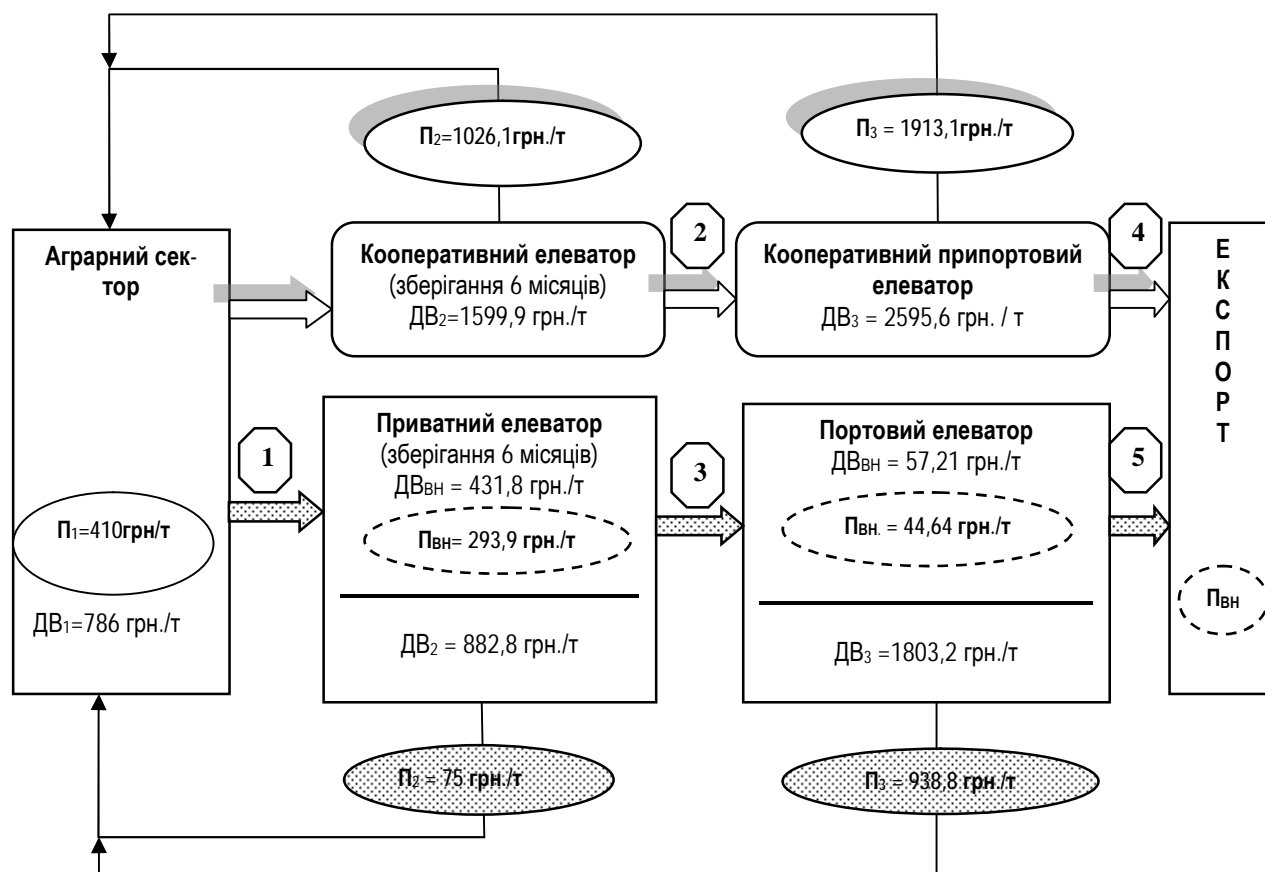 П2=1026,1грн./т
П3 = 1913,1грн./т
Аграрний сек-
тор
П1=410грн/т
ДВ1=786 грн./т
Кооперативний елеватор
(зберігання 6 місяців)
ДВ2=1599,9 грн./т
2
Кооперативний припортовий
елеватор
ДВ3 = 2595,6 грн. / т
4
1
Приватний елеватор
(зберігання 6 місяців)
ДВВН = 431,8 грн./т
ПВН= 293,9 грн./т
ДВ2 = 882,8 грн./т
3
Портовий елеватор
ДВВН = 57,21 грн./т
ПВН. = 44,64 грн./т
ДВ3 =1803,2 грн./т
5
Е
К
С
П
О
Р
Т
ПВН
П2 = 75 грн./т
П3 = 938,8 грн./т